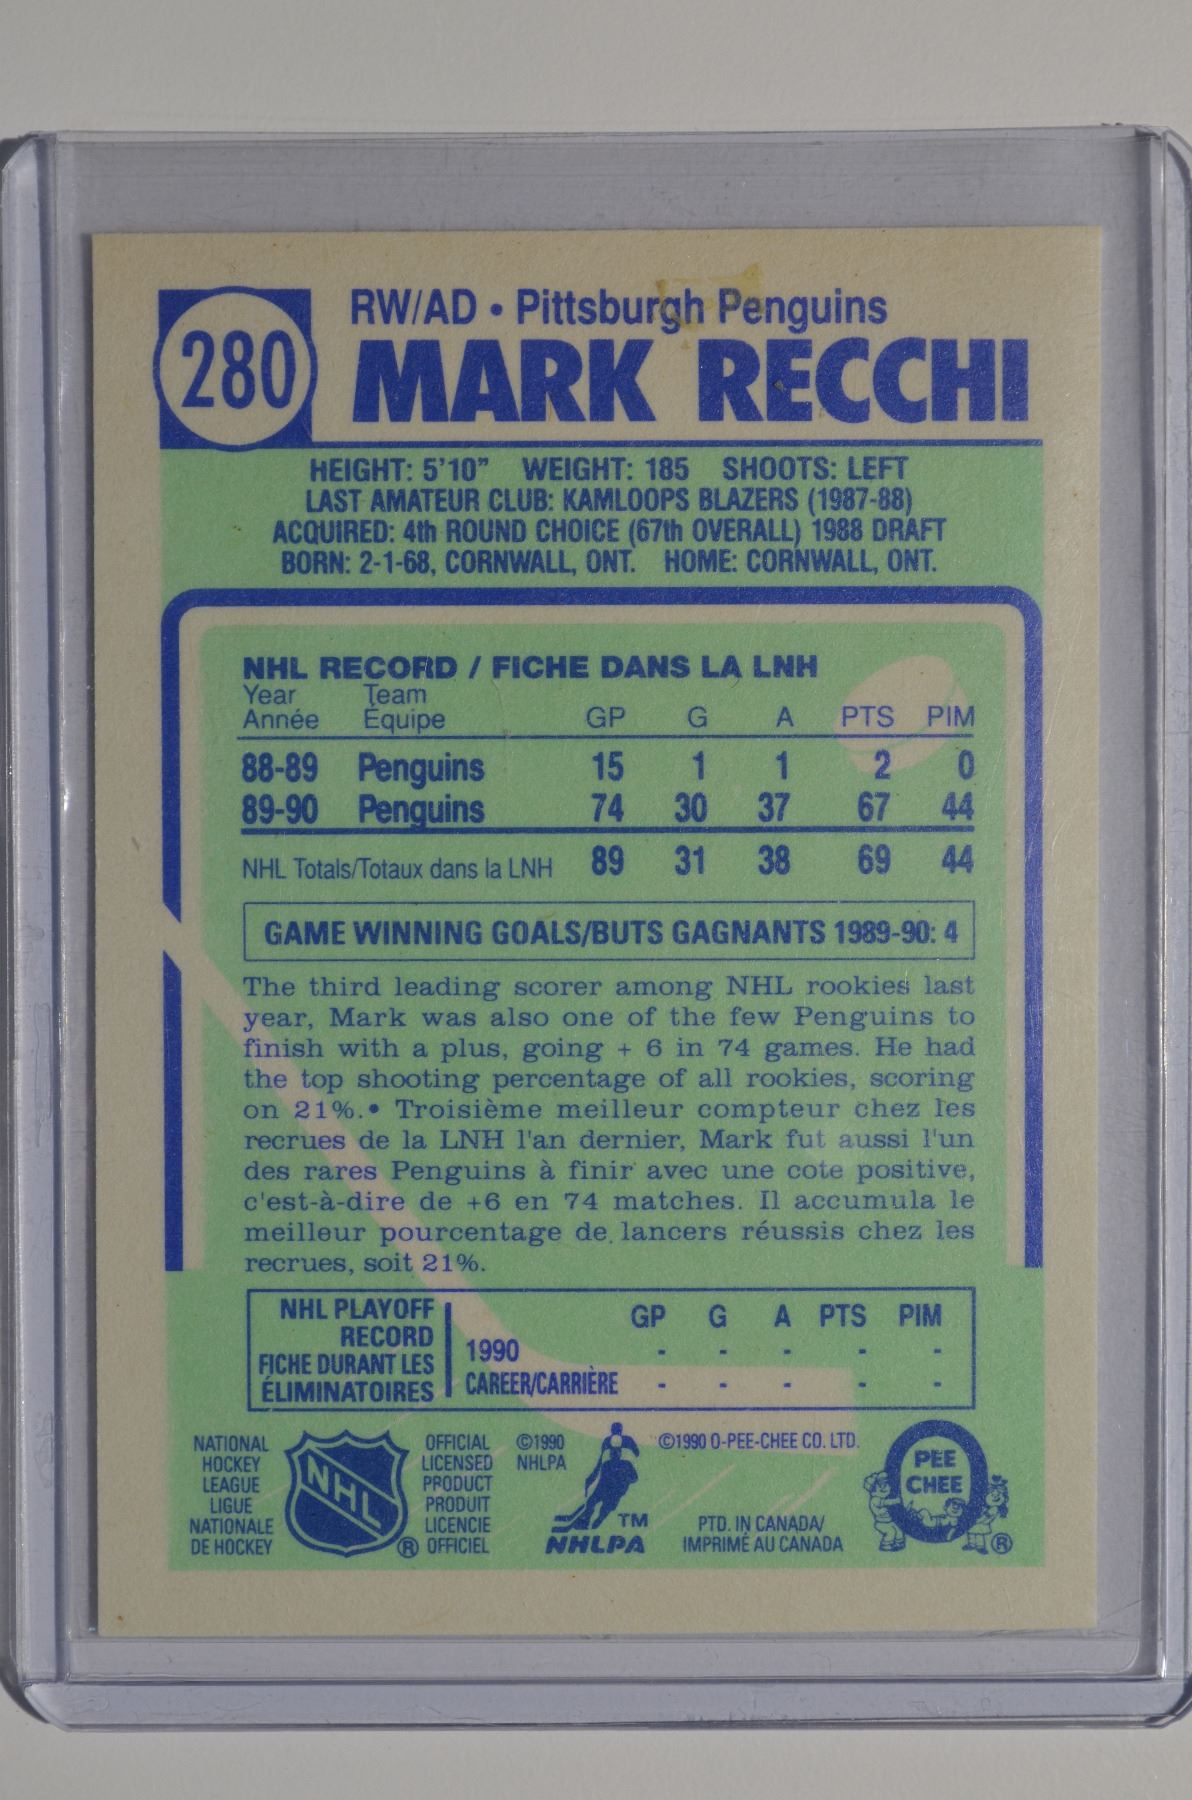 280
RW/AD • Pittsburgh Penguins
MARK RECCHI
HEIGHT: 5'10" WEIGHT: 185 SHOOTS: LEFT
LAST AMATEUR CLUB: KAMLOOPS BLAZERS (1987-88)
ACQUIRED: 4th ROUND CHOICE (67th OVERALL) 1988 DRAFT
BORN: 2-1-68, CORNWALL, ONT. HOME: CORNWALL, ONT.
NHL RECORD / FICHE DANS LA LNH
Year Team
Année Équipe GP G A PTS PIM
88-89 Penguins 15 1 1 2 0
89-90 Penguins 74 30 37 67 44
NHL Totals/Totaux dans la LNH 89 31 38 69 44
GAME WINNING GOALS/BUTS GAGNANTS 1989-90: 4
The third leading scorer among NHL rookies last
year, Mark was also one of the few Penguins to
finish with a plus, going + 6 in 74 games. He had
the top shooting percentage of all rookies, scoring
on 21%.• Troisième meilleur compteur chez les
recrues de la LNH l'an dernier, Mark fut aussi l'un
des rares Penguins à finir avec une cote positive,
c'est-à-dire de +6 en 74 matches. Il accumula le
meilleur pourcentage de lancers réussis chez les
recrues, soit 21%.
NHL PLAYOFF
RECORD
FICHE DURANT LES
ÉLIMINATOIRES
GP G A PTS PIM
1990 - - - - -
CAREER/CARRIÈRE - - - - -
NATIONAL
HOCKEY
LEAGUE
LIGUE
NATIONALE
DE HOCKEY
NHL
®
OFFICIAL
LICENSED
PRODUCT
PRODUIT
LICENCIE
OFFICIEL
©1990
NHLPA
TM
NHLPA
©1990 O-PEE-CHEE CO. LTD.
PTD. IN CANADA/
IMPRIMÉ AU CANADA
PEE
CHEE
®